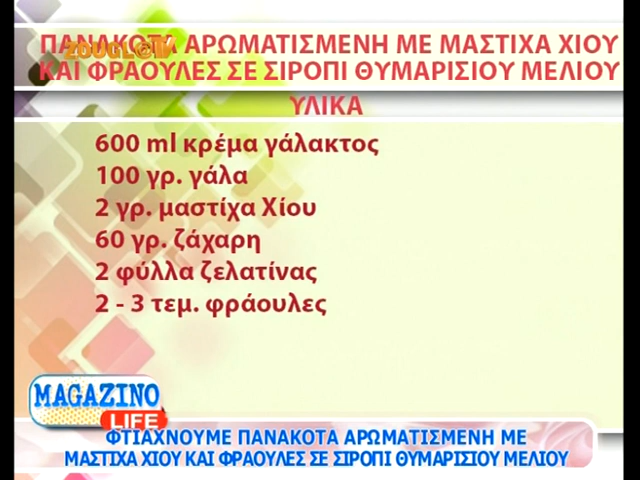 ΠΑΝΑΚΟΤΑ ΑΡΩΜΑΤΙΣΜΕΝΗ ΜΕ ΜΑΣΤΙΧΑ ΧΙΟΥ
ZOUGL@TV
ΚΑΙ ΦΡΑΟΥΛΕΣ ΣΕ ΣΙΡΟΠΙ ΘΥΜΑΡΙΣΙΟΥ ΜΕΛΙΟΥ
ΥΛΙΚΑ
600 ml κρέμα γάλακτος
100 γρ. γάλα
2 γρ. μαστίχα Χίου
60 γρ. ζάχαρη
2 φύλλα ζελατίνας
2 - 3 τεμ. φράουλες
MAGAZINO
LIFE
ΦΤΙΑΧΝΟΥΜΕ ΠΑΝΑΚΟΤΑ ΑΡΩΜΑΤΙΣΜΕΝΗ ΜΕ
ΜΑΣΤΙΧΑ ΧΙΟΥ ΚΑΙ ΦΡΑΟΥΛΕΣ ΣΕ ΣΙΡΟΠΙ ΘΥΜΑΡΙΣΙΟΥ ΜΕΛΙΟΥ